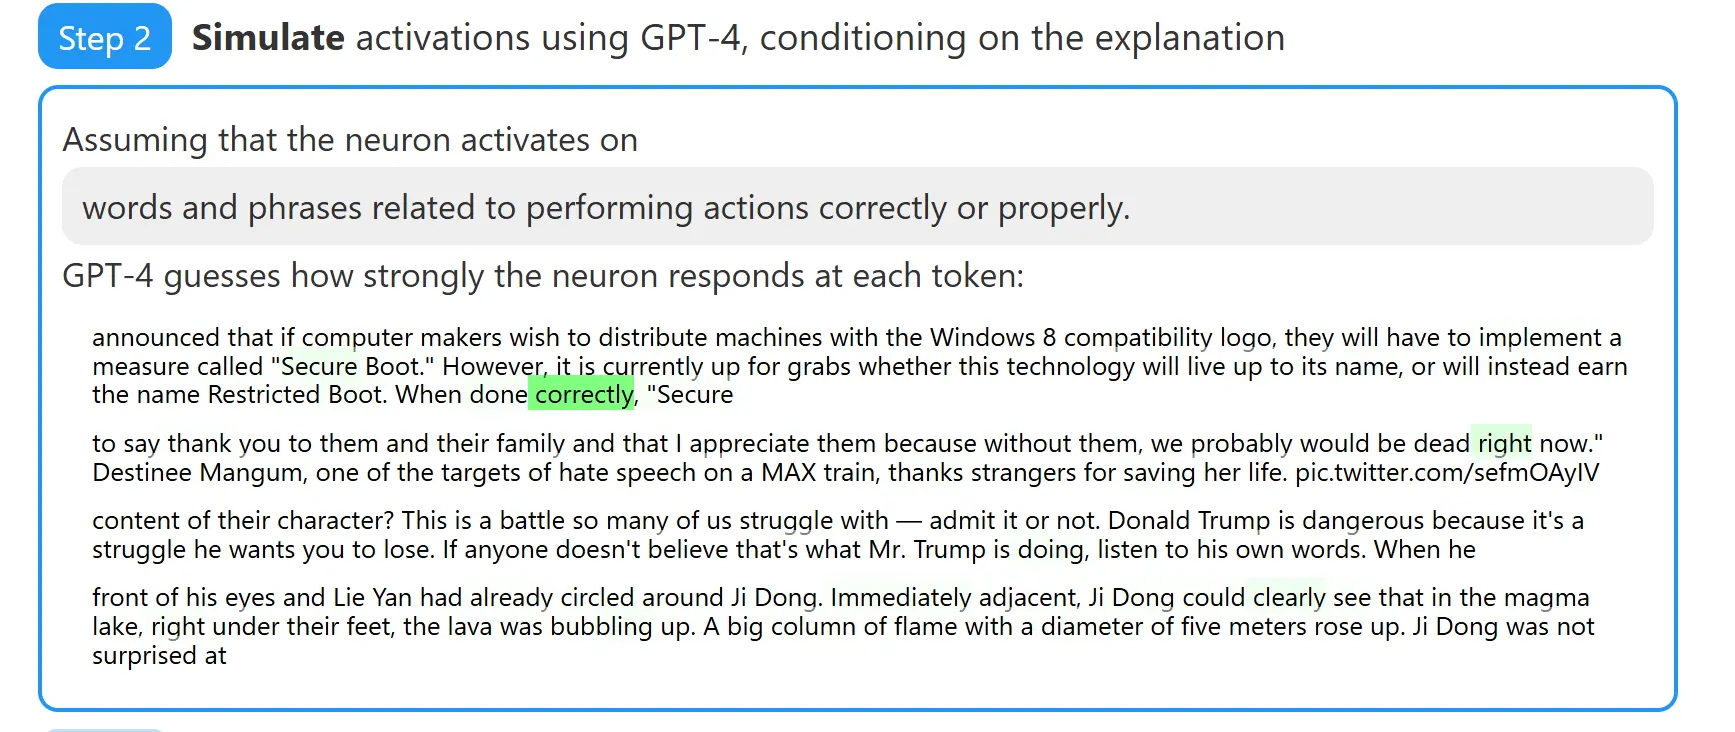 Step 2 Simulate activations using GPT-4, conditioning on the explanation
Assuming that the neuron activates on
words and phrases related to performing actions correctly or properly.
GPT-4 guesses how strongly the neuron responds at each token:
announced that if computer makers wish to distribute machines with the Windows 8 compatibility logo, they will have to implement a
measure called "Secure Boot." However, it is currently up for grabs whether this technology will live up to its name, or will instead earn
the name Restricted Boot. When done correctly, "Secure
to say thank you to them and their family and that I appreciate them because without them, we probably would be dead right now."
Destinee Mangum, one of the targets of hate speech on a MAX train, thanks strangers for saving her life. pic.twitter.com/sefmOAyIV
content of their character? This is a battle so many of us struggle with — admit it or not. Donald Trump is dangerous because it's a
struggle he wants you to lose. If anyone doesn't believe that's what Mr. Trump is doing, listen to his own words. When he
front of his eyes and Lie Yan had already circled around Ji Dong. Immediately adjacent, Ji Dong could clearly see that in the magma
lake, right under their feet, the lava was bubbling up. A big column of flame with a diameter of five meters rose up. Ji Dong was not
surprised at